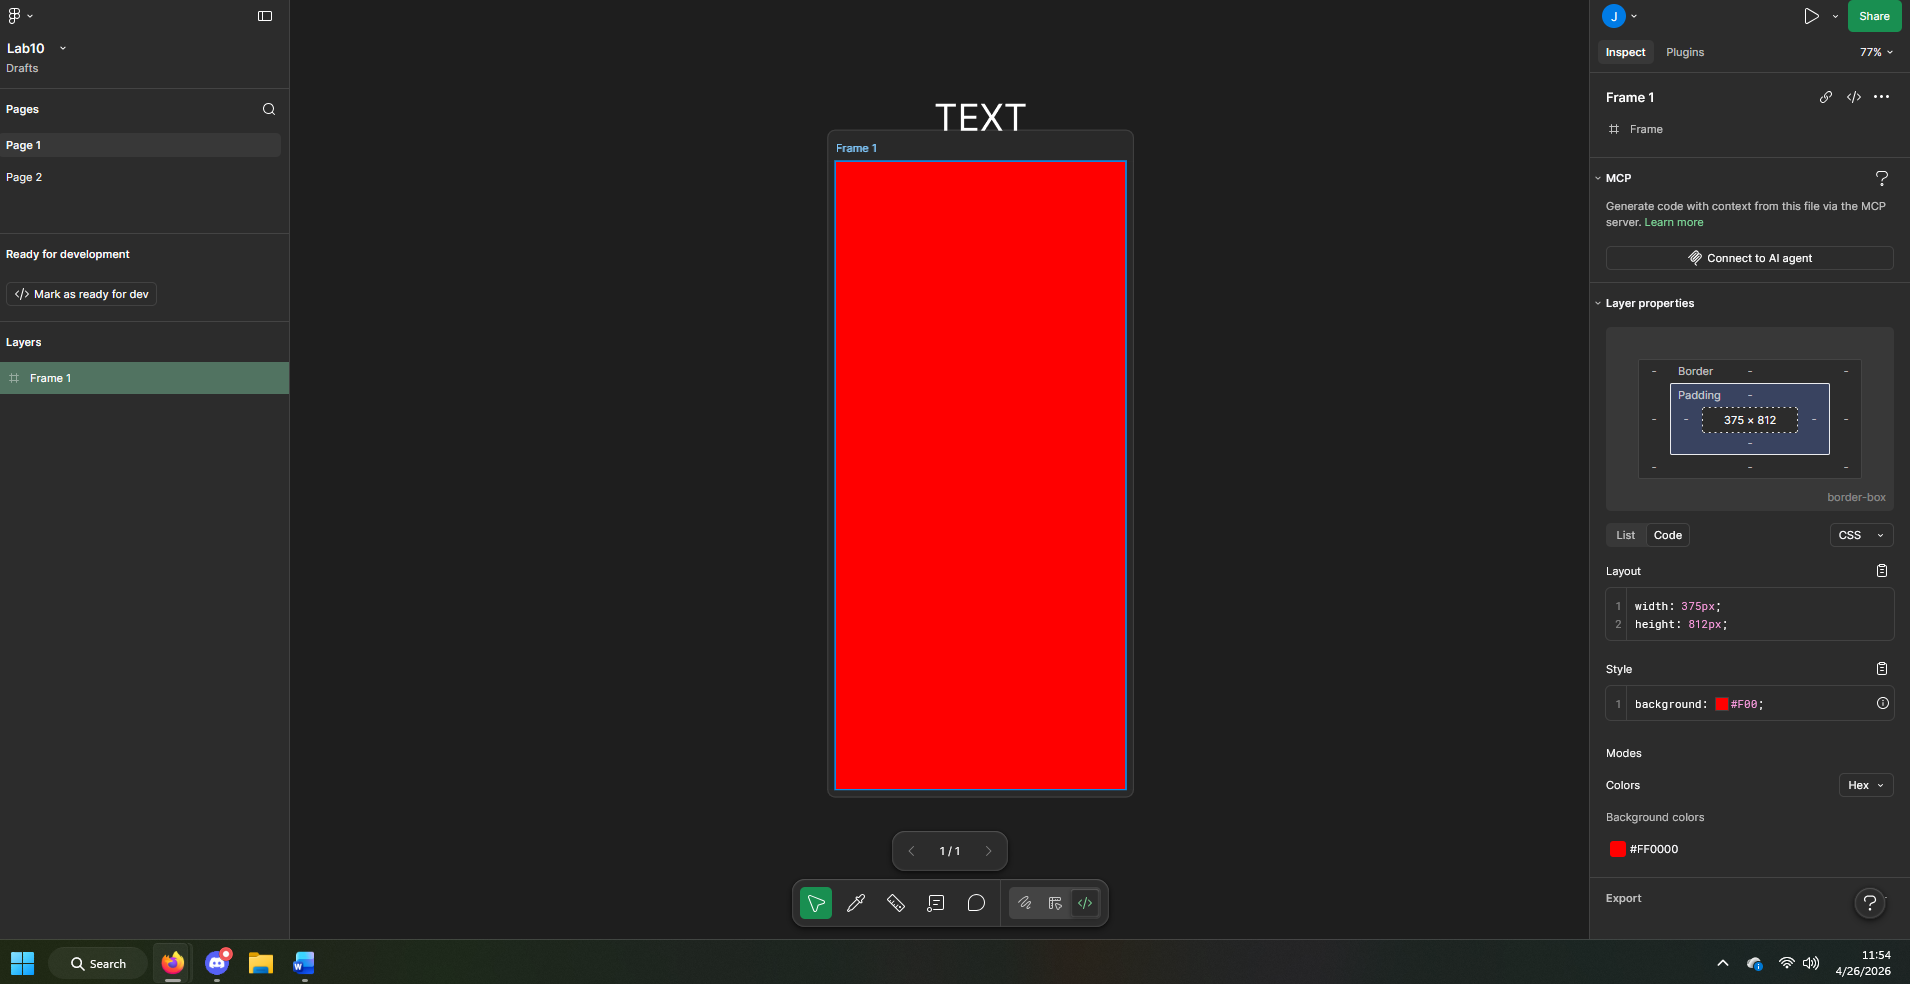 Lab10
Drafts
Pages
Page 1
Page 2
Ready for development
Mark as ready for dev
Layers
Frame 1
TEXT
Frame 1
1 / 1
J
Share
Inspect
Plugins
77%
Frame 1
Frame
MCP
Generate code with context from this file via the MCP
server. Learn more
Connect to AI agent
Layer properties
- Border - -
Padding -
- - 375 × 812 - -
-
- - -
border-box
List
Code
CSS
Layout
1 width: 375px;
2 height: 812px;
Style
1 background: #F00;
Modes
Colors
Hex
Background colors
#FF0000
Export
Search
11:54
4/26/2026